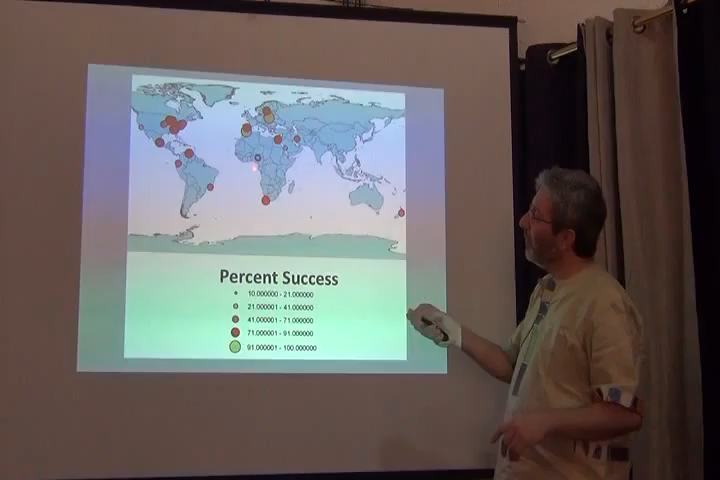 Percent Success
10.000000 - 21.000000
21.000001 - 41.000000
41.000001 - 71.000000
71.000001 - 91.000000
91.000001 - 100.000000